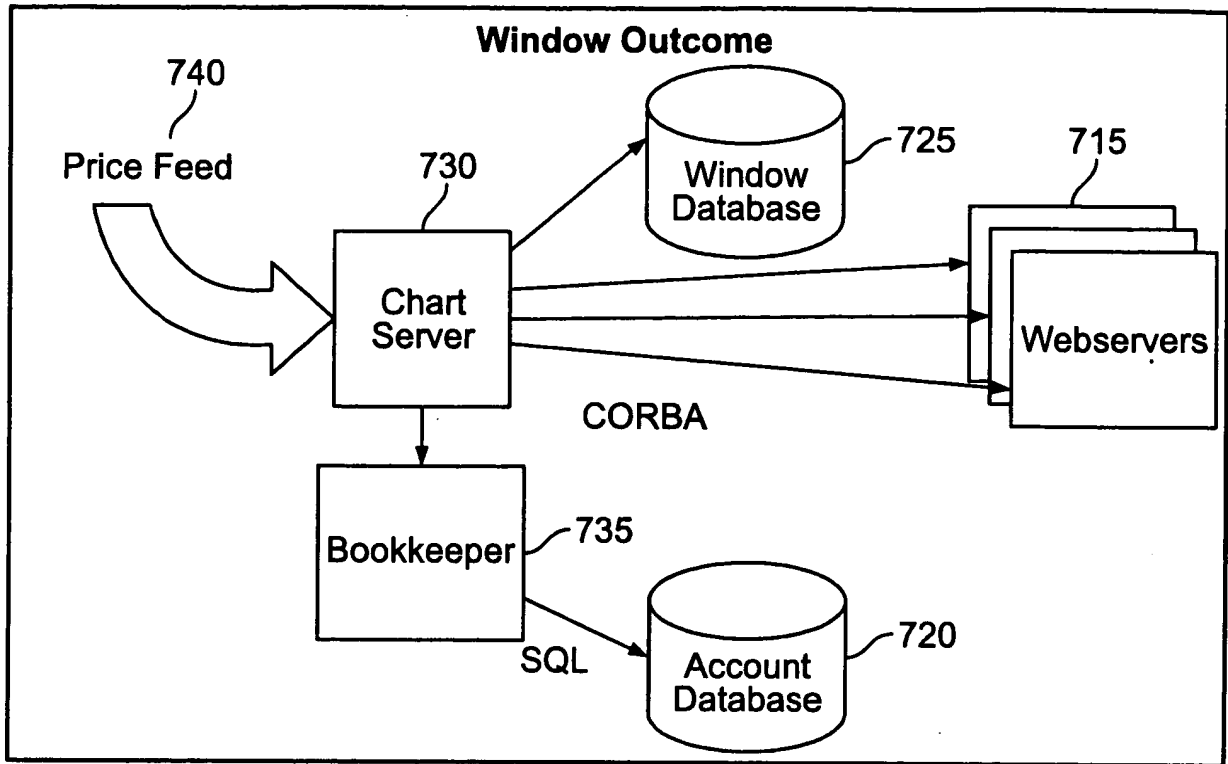 Window Outcome
740
Price Feed
730
Chart
Server
Window
Database
725
715
Webservers
CORBA
Bookkeeper
735
SQL
Account
Database
720